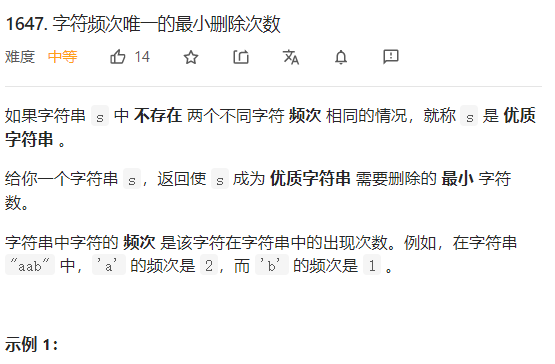 1647. 字符频次唯一的最小删除次数
难度 中等 14
如果字符串 s 中 不存在 两个不同字符 频次 相同的情况，就称 s 是 优质
字符串 。
给你一个字符串 s，返回使 s 成为 优质字符串 需要删除的 最小 字符
数。
字符串中字符的 频次 是该字符在字符串中的出现次数。例如，在字符串
"aab" 中，'a' 的频次是 2，而 'b' 的频次是 1 。
示例 1：